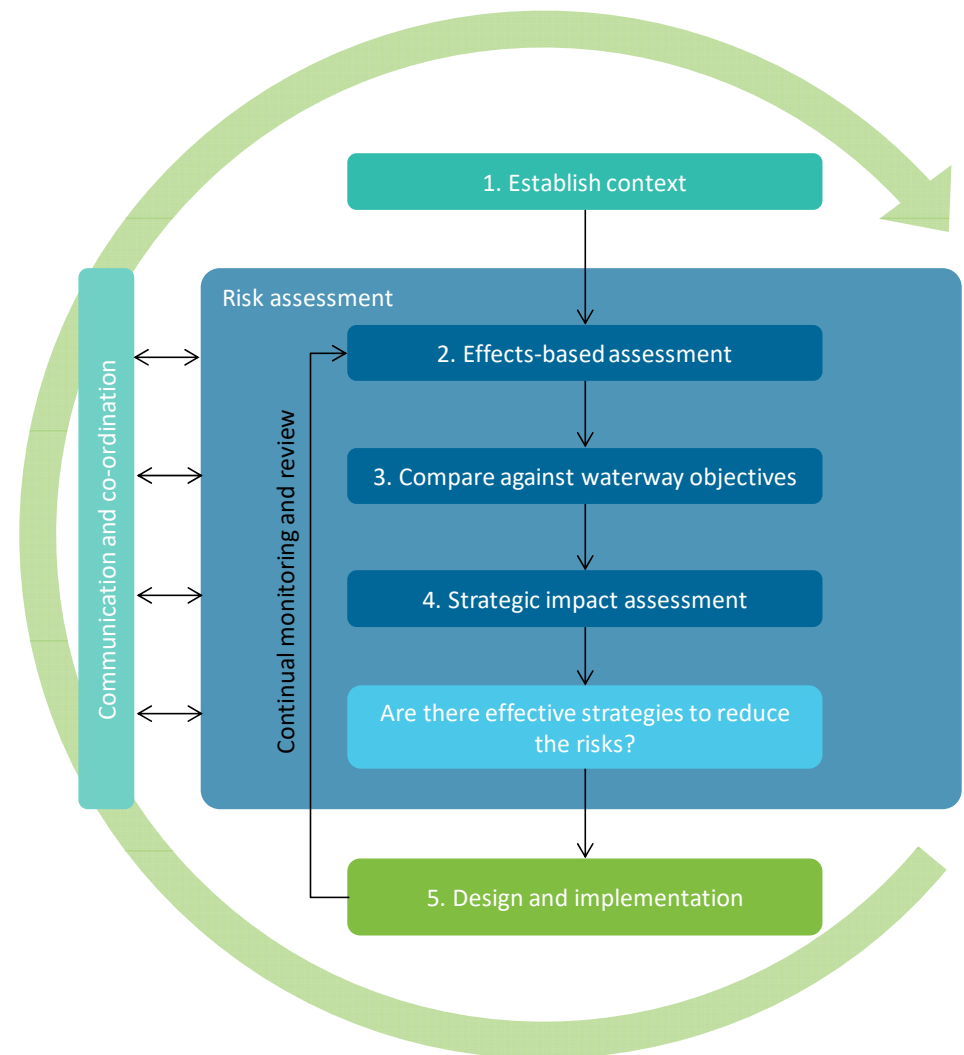 1. Establish context
Risk assessment
Communication and co-ordination
2. Effects-based assessment
Continual monitoring and review
3. Compare against waterway objectives
4. Strategic impact assessment
Are there effective strategies to reduce
the risks?
5. Design and implementation